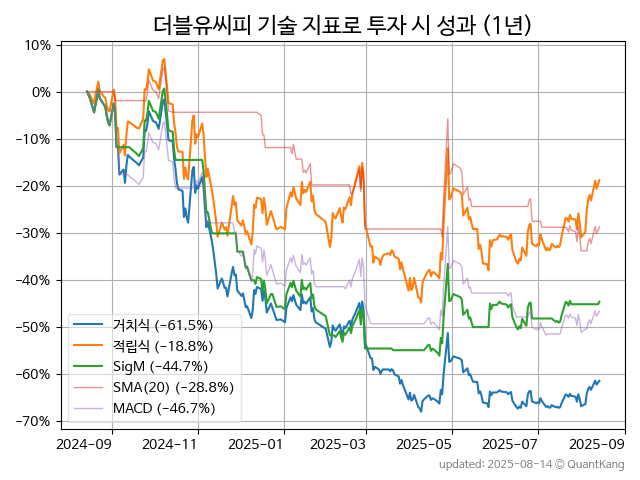 더블유씨피 기술 지표로 투자 시 성과 (1년)
10%
0%
−10%
−20%
−30%
−40%
−50%
−60%
−70%
거치식 (−61.5%)
적립식 (−18.8%)
SigM (−44.7%)
SMA(20) (−28.8%)
MACD (−46.7%)
2024-09 2024-11 2025-01 2025-03 2025-05 2025-07 2025-09
updated: 2025-08-14 © QuantKang